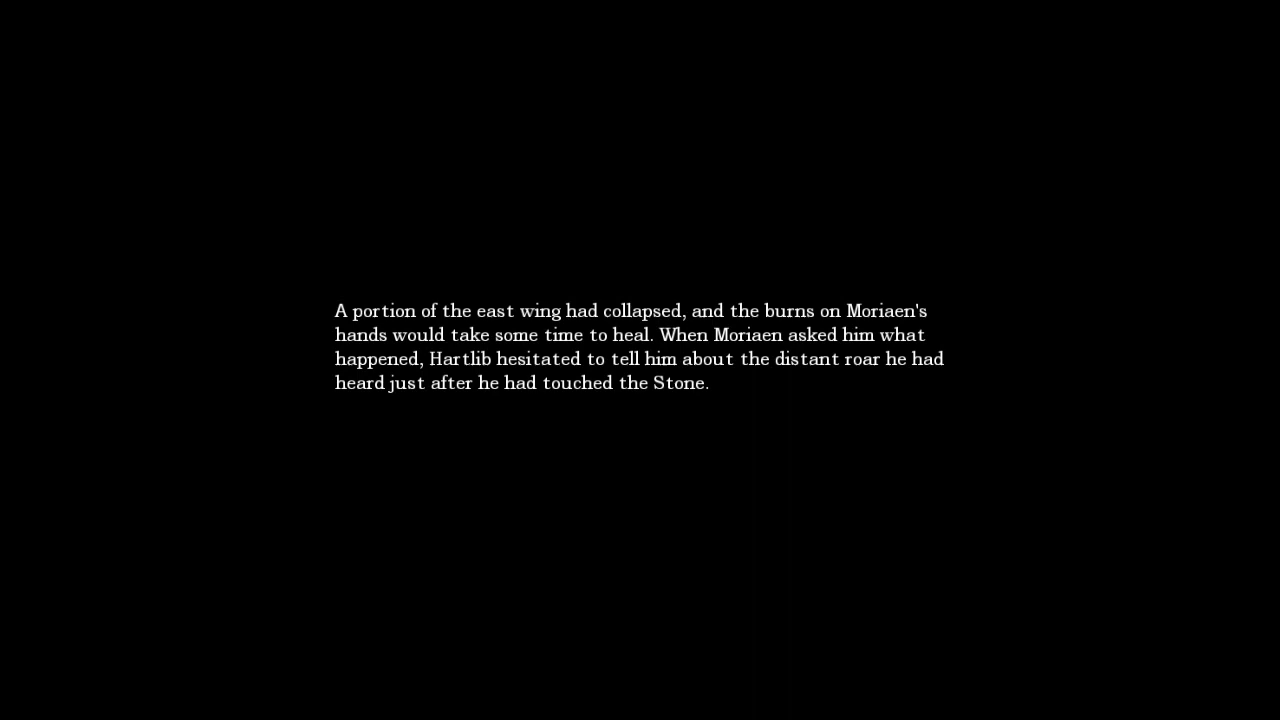 A portion of the east wing had collapsed, and the burns on Moriaen's
hands would take some time to heal. When Moriaen asked him what
happened, Hartlib hesitated to tell him about the distant roar he had
heard just after he had touched the Stone.